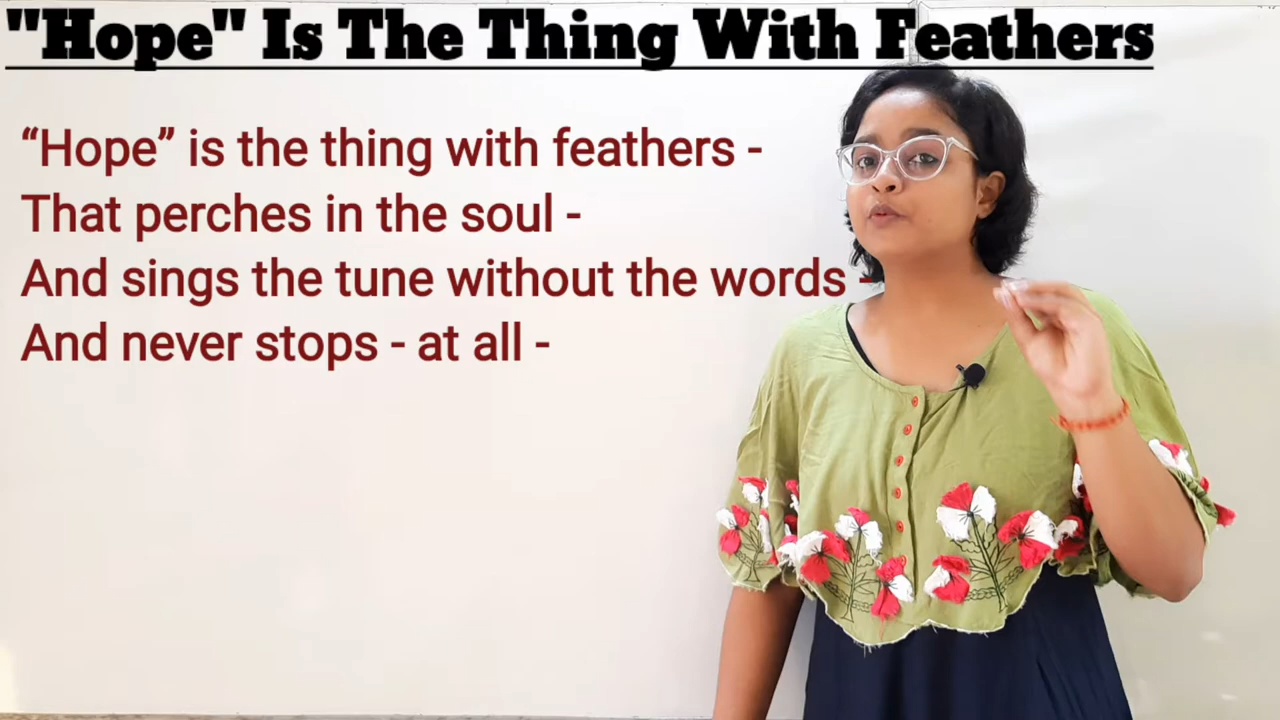 "Hope" Is The Thing With Feathers
“Hope” is the thing with feathers -
That perches in the soul -
And sings the tune without the words -
And never stops - at all -